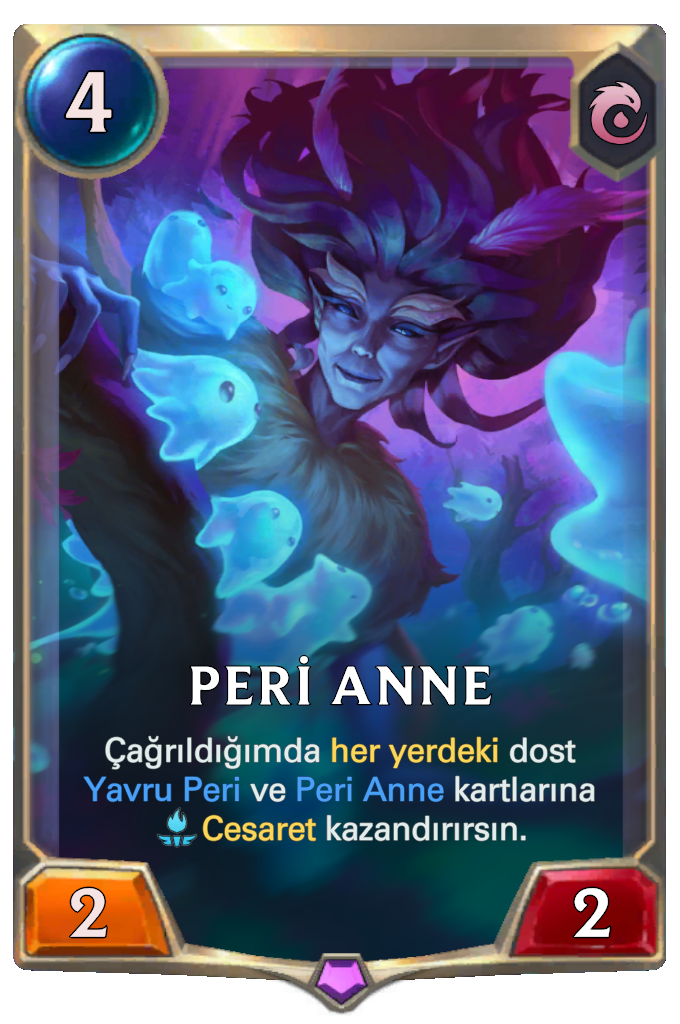 4
PERİ ANNE
Çağrıldığımda her yerdeki dost
Yavru Peri ve Peri Anne kartlarına
Cesaret kazandırırsın.
2
2